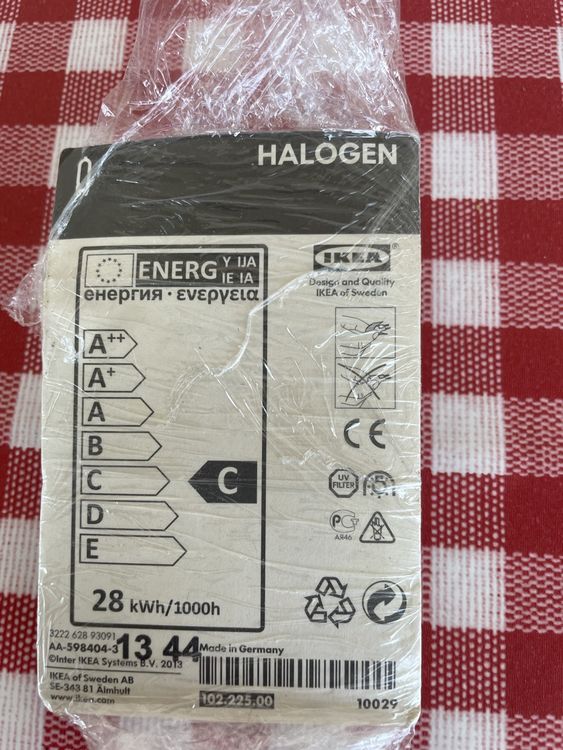 HALOGEN
ENERG Y IJA
IE IA
енергия · ενεργεια
IKEA®
Design and Quality
IKEA of Sweden
A++
A+
A
B
C
C
D
E
28 kWh/1000h
CE
UV
FILTER
PC
АЯ46
3222 628 93091
AA-598404-3
13 44
Made in Germany
©Inter IKEA Systems B.V. 2013
IKEA of Sweden AB
SE-343 81 Älmhult
www.ikea.com
102.225.00
10029